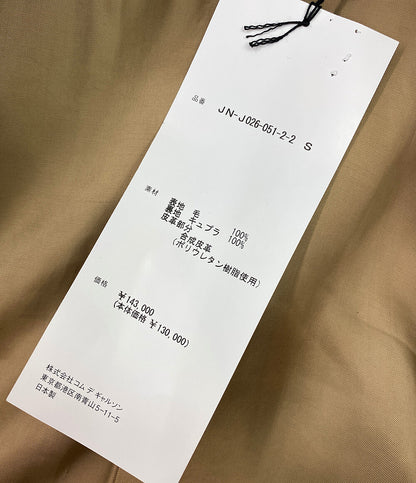 品番 JN-J026-051-2-2 S
素材 表地 毛 100%
裏地 キュプラ 100%
皮革部分
合成皮革
(ポリウレタン樹脂使用)
価格 ¥143,000
(本体価格 ¥130,000)
株式会社コム デ ギャルソン
東京都港区南青山5-11-5
日本製